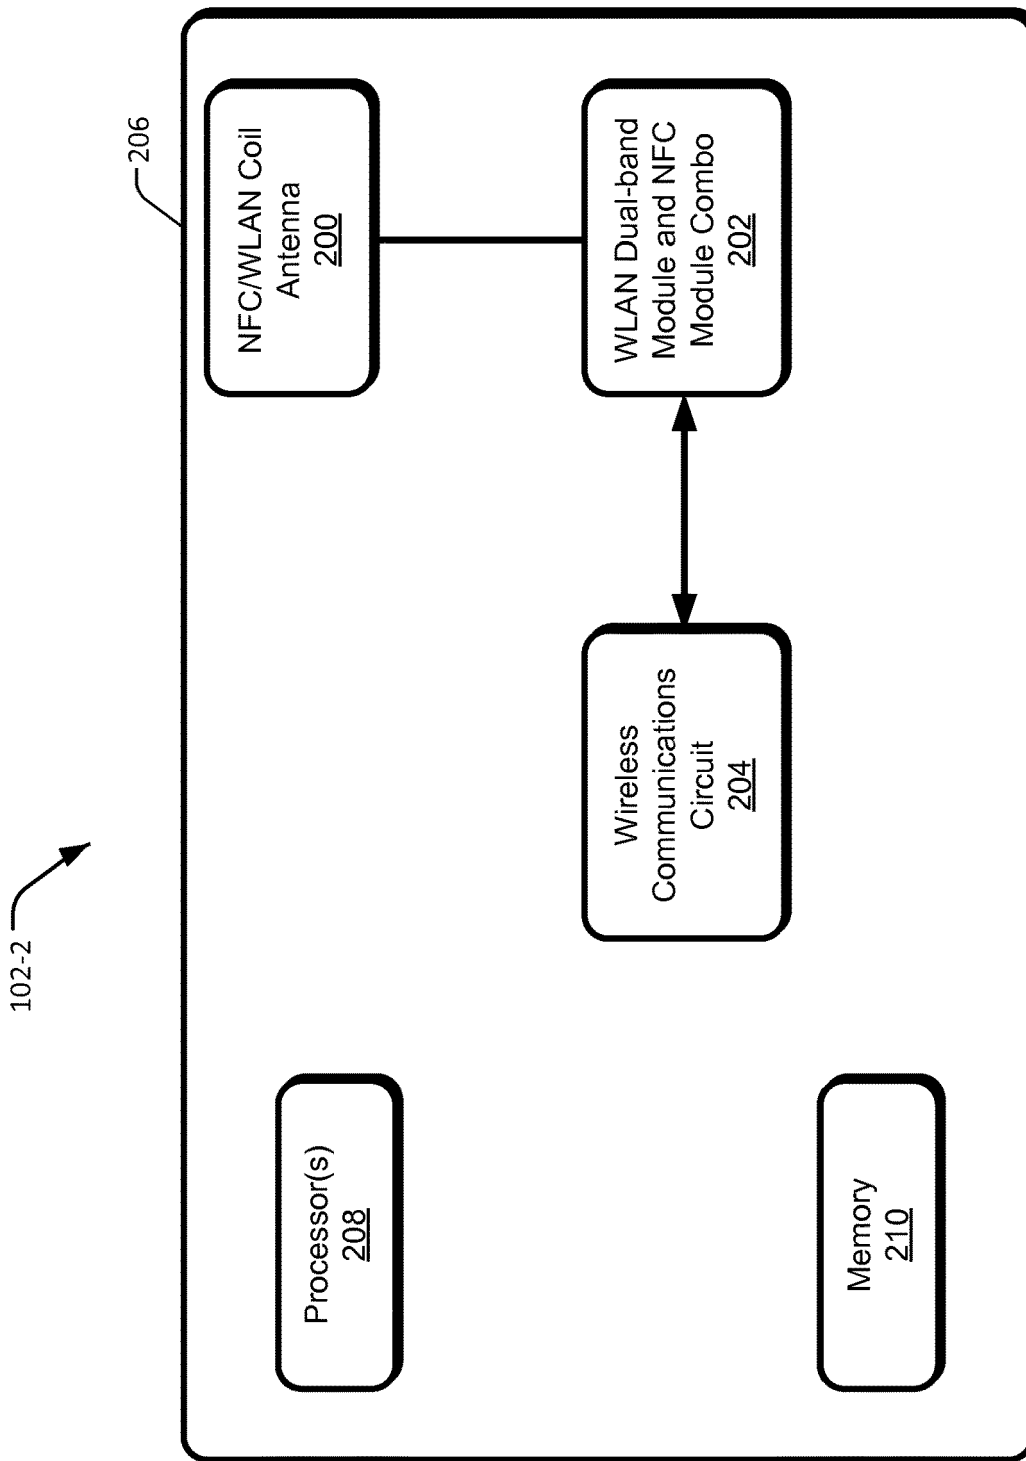 102-2
206
Processor(s)
208
NFC/WLAN Coil
Antenna
200
Wireless
Communications
Circuit
204
WLAN Dual-band
Module and NFC
Module Combo
202
Memory
210